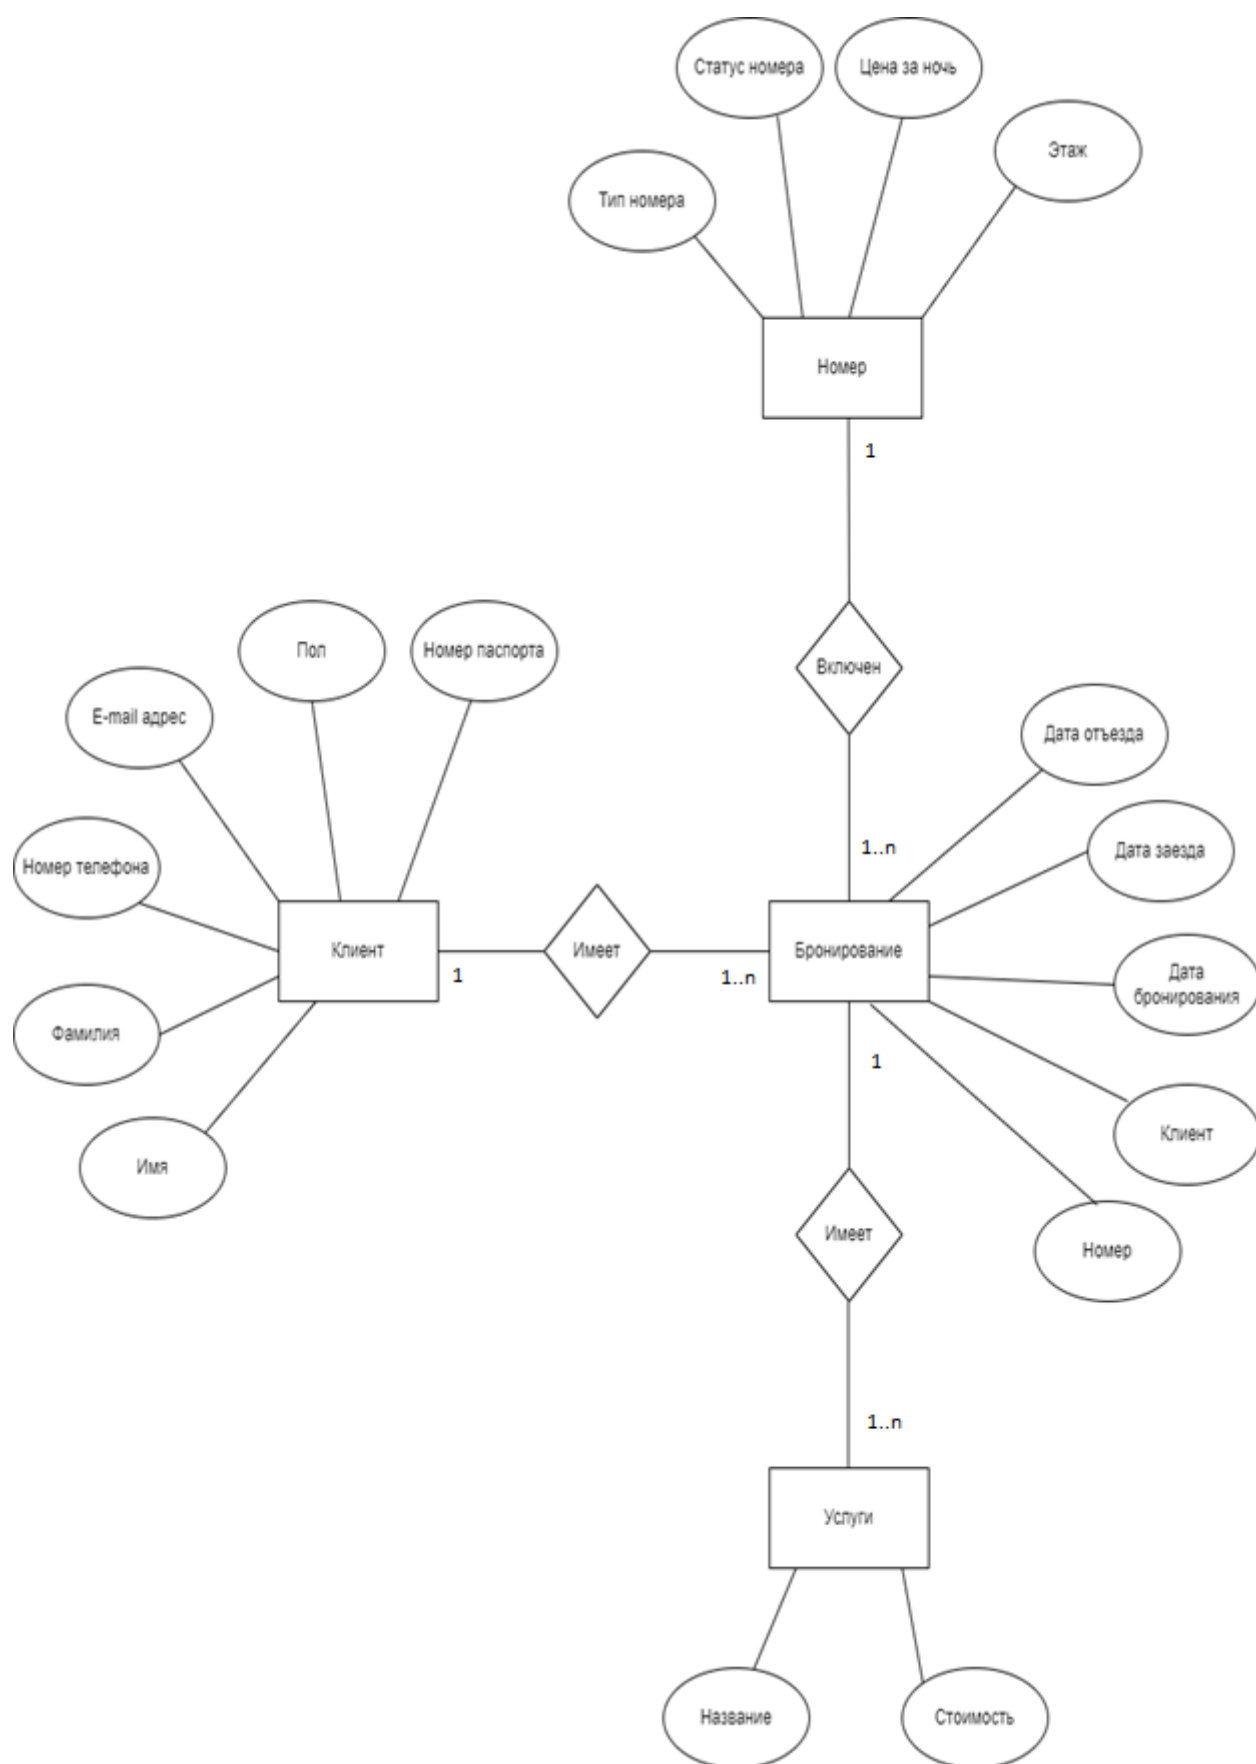 Статус номера
Цена за ночь
Этаж
Тип номера
Номер
1
Включен
Пол
Номер паспорта
E-mail адрес
Дата отъезда
Номер телефона
1..n
Дата заезда
Клиент
1
Имеет
1..n
Бронирование
Дата
бронирования
Фамилия
1
Клиент
Имя
Имеет
Номер
1..n
Услуги
Название
Стоимость